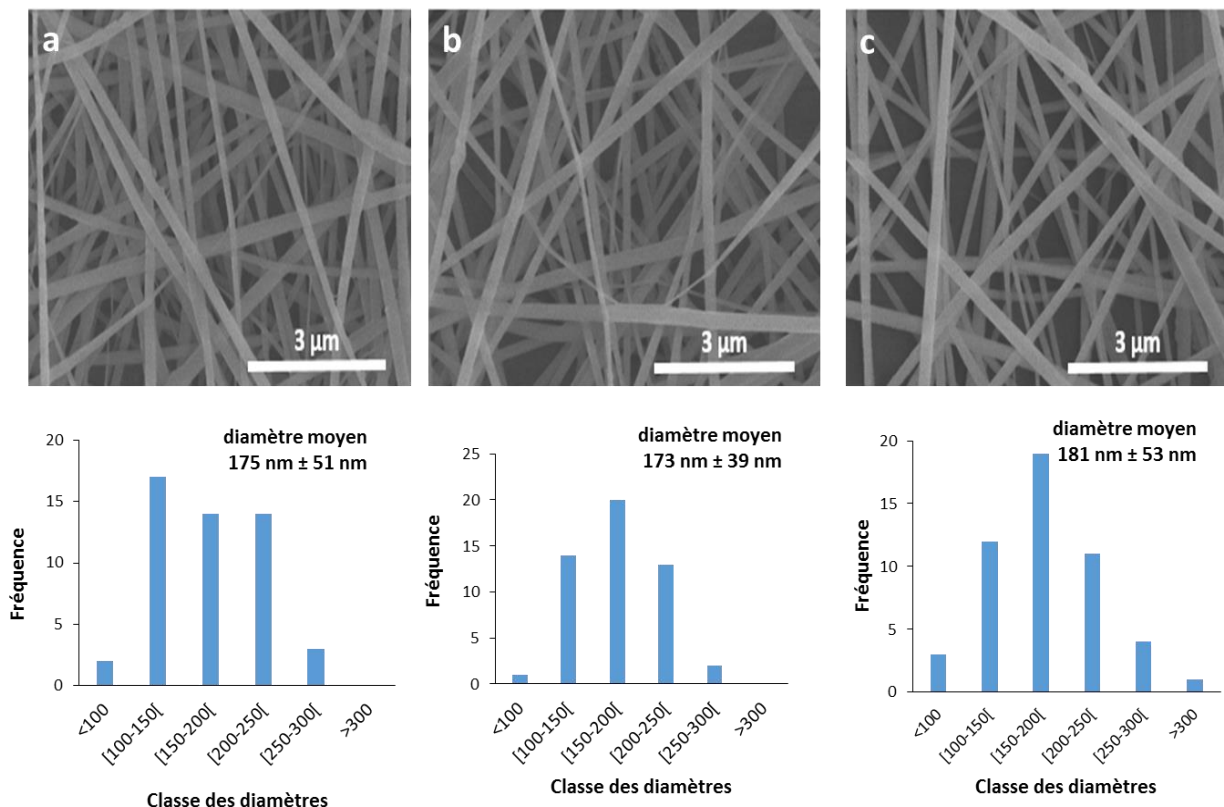 a
3 µm
b
3 µm
c
3 µm
diamètre moyen
175 nm ± 51 nm
Fréquence
20
15
10
5
0
<100
[100-150[
[150-200[
[200-250[
[250-300[
>300
Classe des diamètres
diamètre moyen
173 nm ± 39 nm
Fréquence
25
20
15
10
5
0
<100
[100-150[
[150-200[
[200-250[
[250-300[
>300
Classe des diamètres
diamètre moyen
181 nm ± 53 nm
Fréquence
20
15
10
5
0
<100
[100-150[
[150-200[
[200-250[
[250-300[
>300
Classe des diamètres